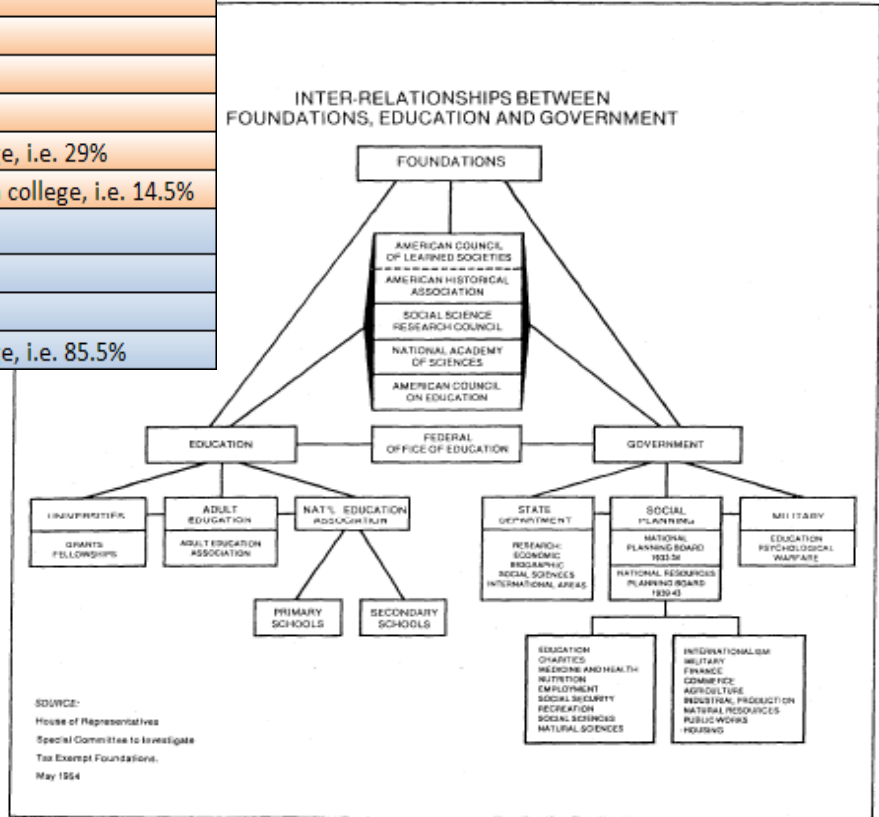 e, i.e. 29%
college, i.e. 14.5%
e, i.e. 85.5%
INTER-RELATIONSHIPS BETWEEN
FOUNDATIONS, EDUCATION AND GOVERNMENT
FOUNDATIONS
AMERICAN COUNCIL
OF LEARNED SOCIETIES
AMERICAN HISTORICAL
ASSOCIATION
SOCIAL SCIENCE
RESEARCH COUNCIL
NATIONAL ACADEMY
OF SCIENCES
AMERICAN COUNCIL
ON EDUCATION
EDUCATION
FEDERAL
OFFICE OF EDUCATION
GOVERNMENT
UNIVERSITIES
GRANTS
FELLOWSHIPS
ADULT
EDUCATION
ADULT EDUCATION
ASSOCIATION
NAT'L EDUCATION
ASSOCIATION
PRIMARY
SCHOOLS
SECONDARY
SCHOOLS
STATE
DEPARTMENT
RESEARCH:
ECONOMIC
BIOGRAPHIC
SOCIAL SCIENCES
INTERNATIONAL AREAS
SOCIAL
PLANNING
NATIONAL
PLANNING BOARD
1933-34
NATIONAL RESOURCES
PLANNING BOARD
1939-43
MILITARY
EDUCATION
PSYCHOLOGICAL
WARFARE
EDUCATION
CHARITIES
MEDICINE AND HEALTH
NUTRITION
EMPLOYMENT
SOCIAL SECURITY
RECREATION
SOCIAL SCIENCES
NATURAL SCIENCES
INTERNATIONALISM
MILITARY
FINANCE
COMMERCE
AGRICULTURE
INDUSTRIAL PRODUCTION
NATURAL RESOURCES
PUBLIC WORKS
HOUSING
SOURCE:
House of Representatives
Special Committee to Investigate
Tax Exempt Foundations.
May 1954